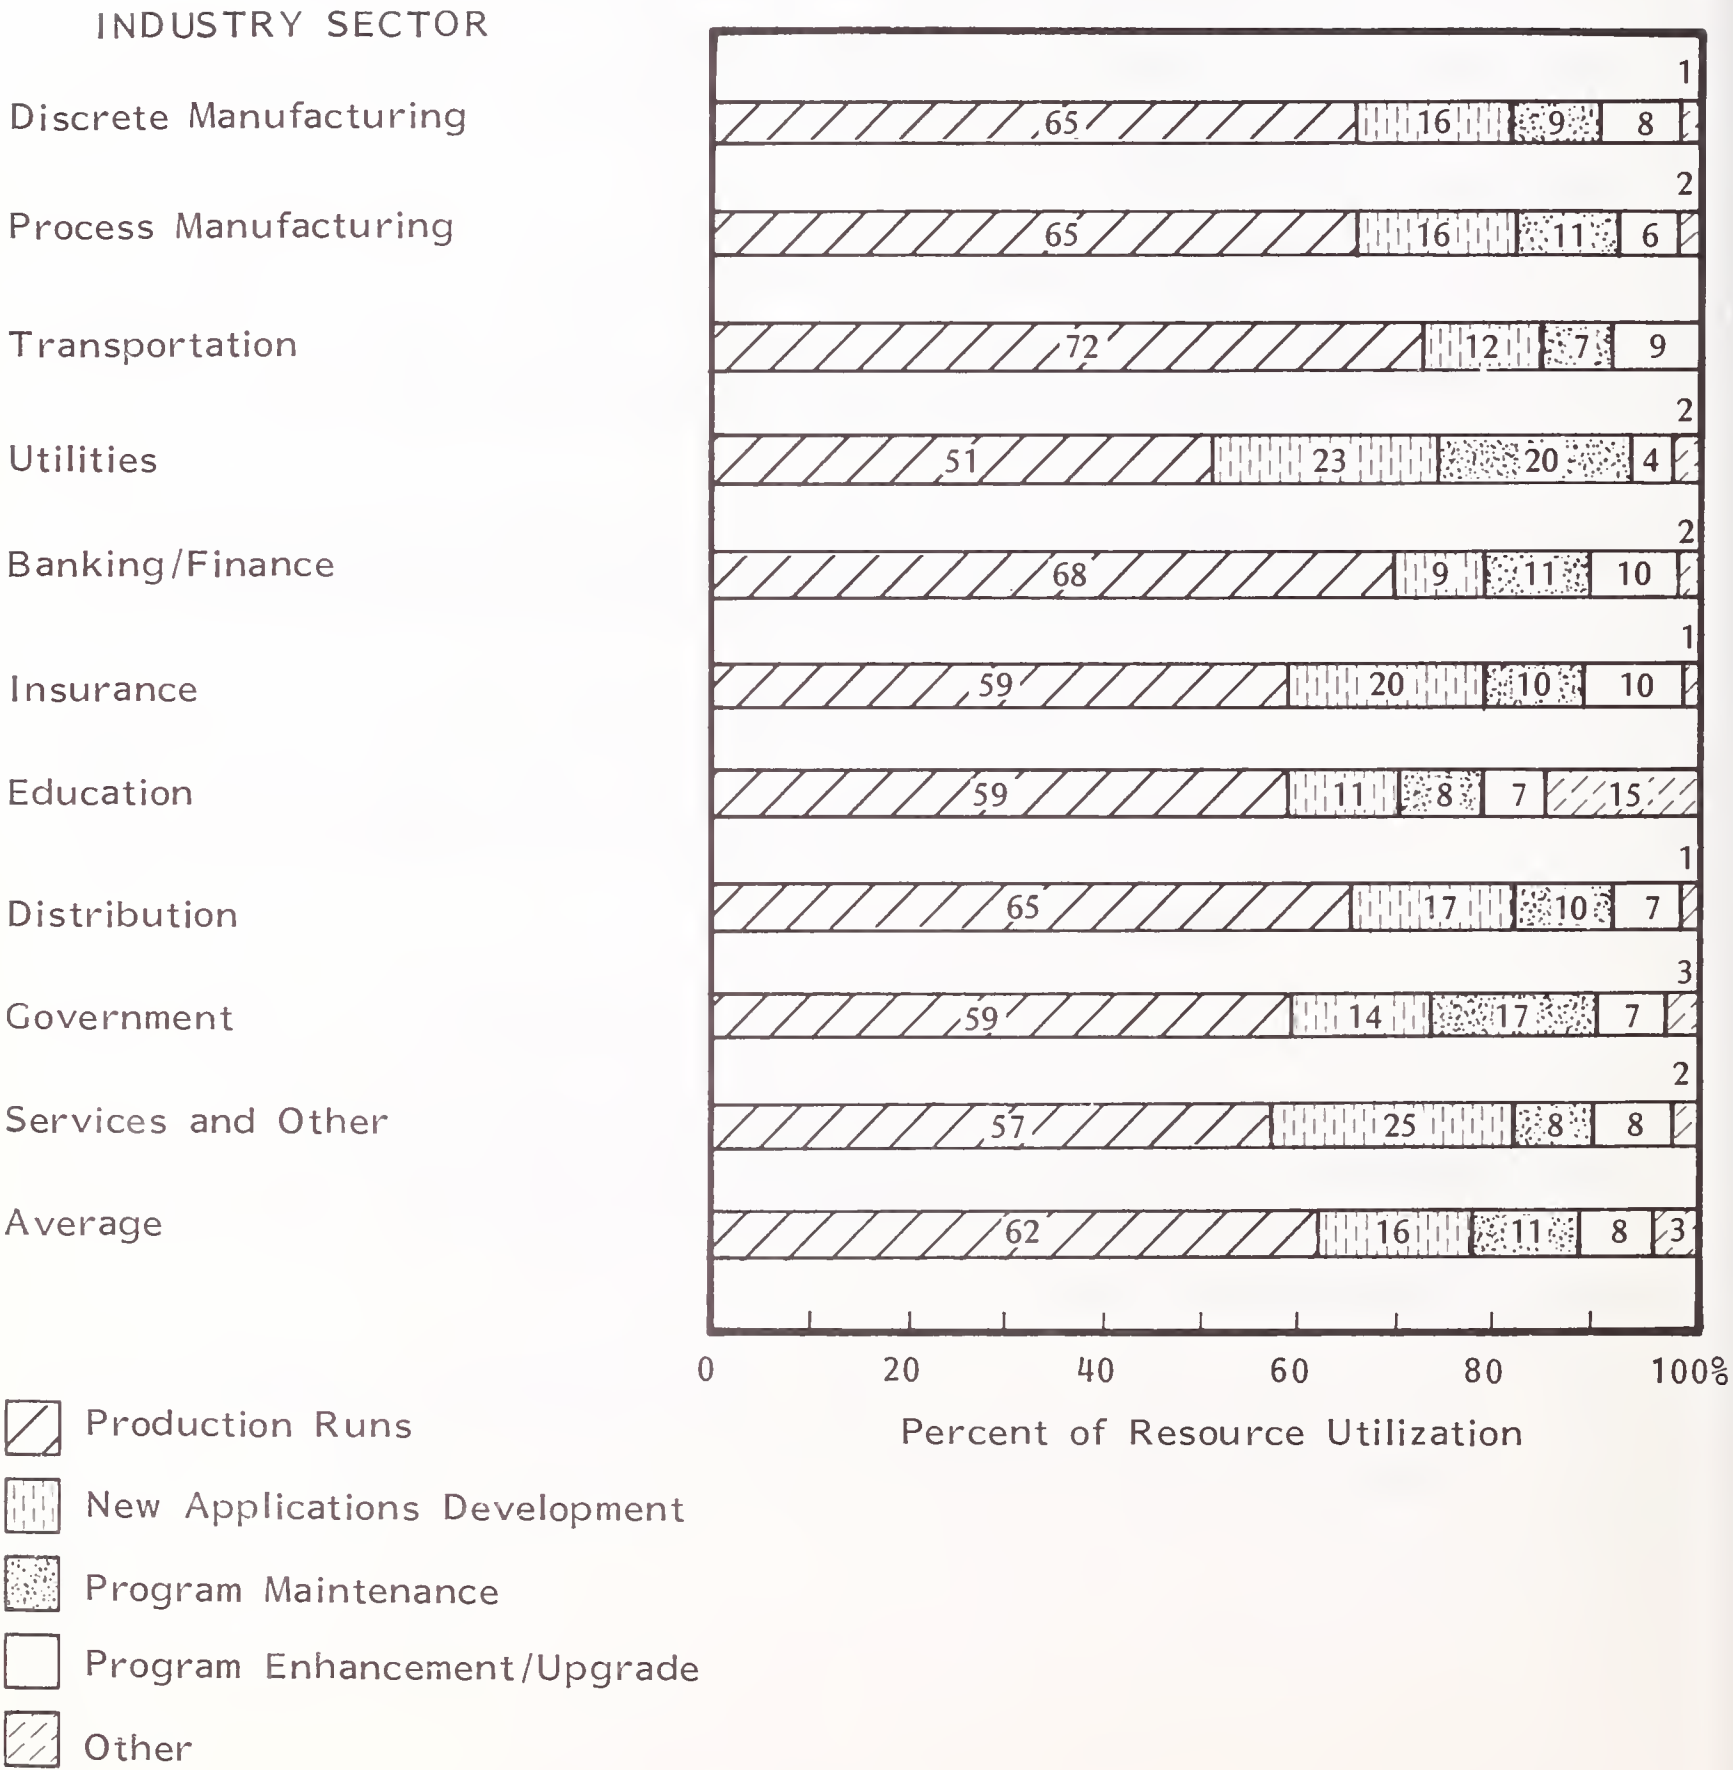 INDUSTRY SECTOR
1
Discrete Manufacturing 65 16 9 8
2
Process Manufacturing 65 16 11 6
Transportation 72 12 7 9
2
Utilities 51 23 20 4
2
Banking/Finance 68 9 11 10
1
Insurance 59 20 10 10
Education 59 11 8 7 15
1
Distribution 65 17 10 7
3
Government 59 14 17 7
2
Services and Other 57 25 8 8
Average 62 16 11 8 3
0 20 40 60 80 100%
Percent of Resource Utilization
Production Runs
New Applications Development
Program Maintenance
Program Enhancement/Upgrade
Other